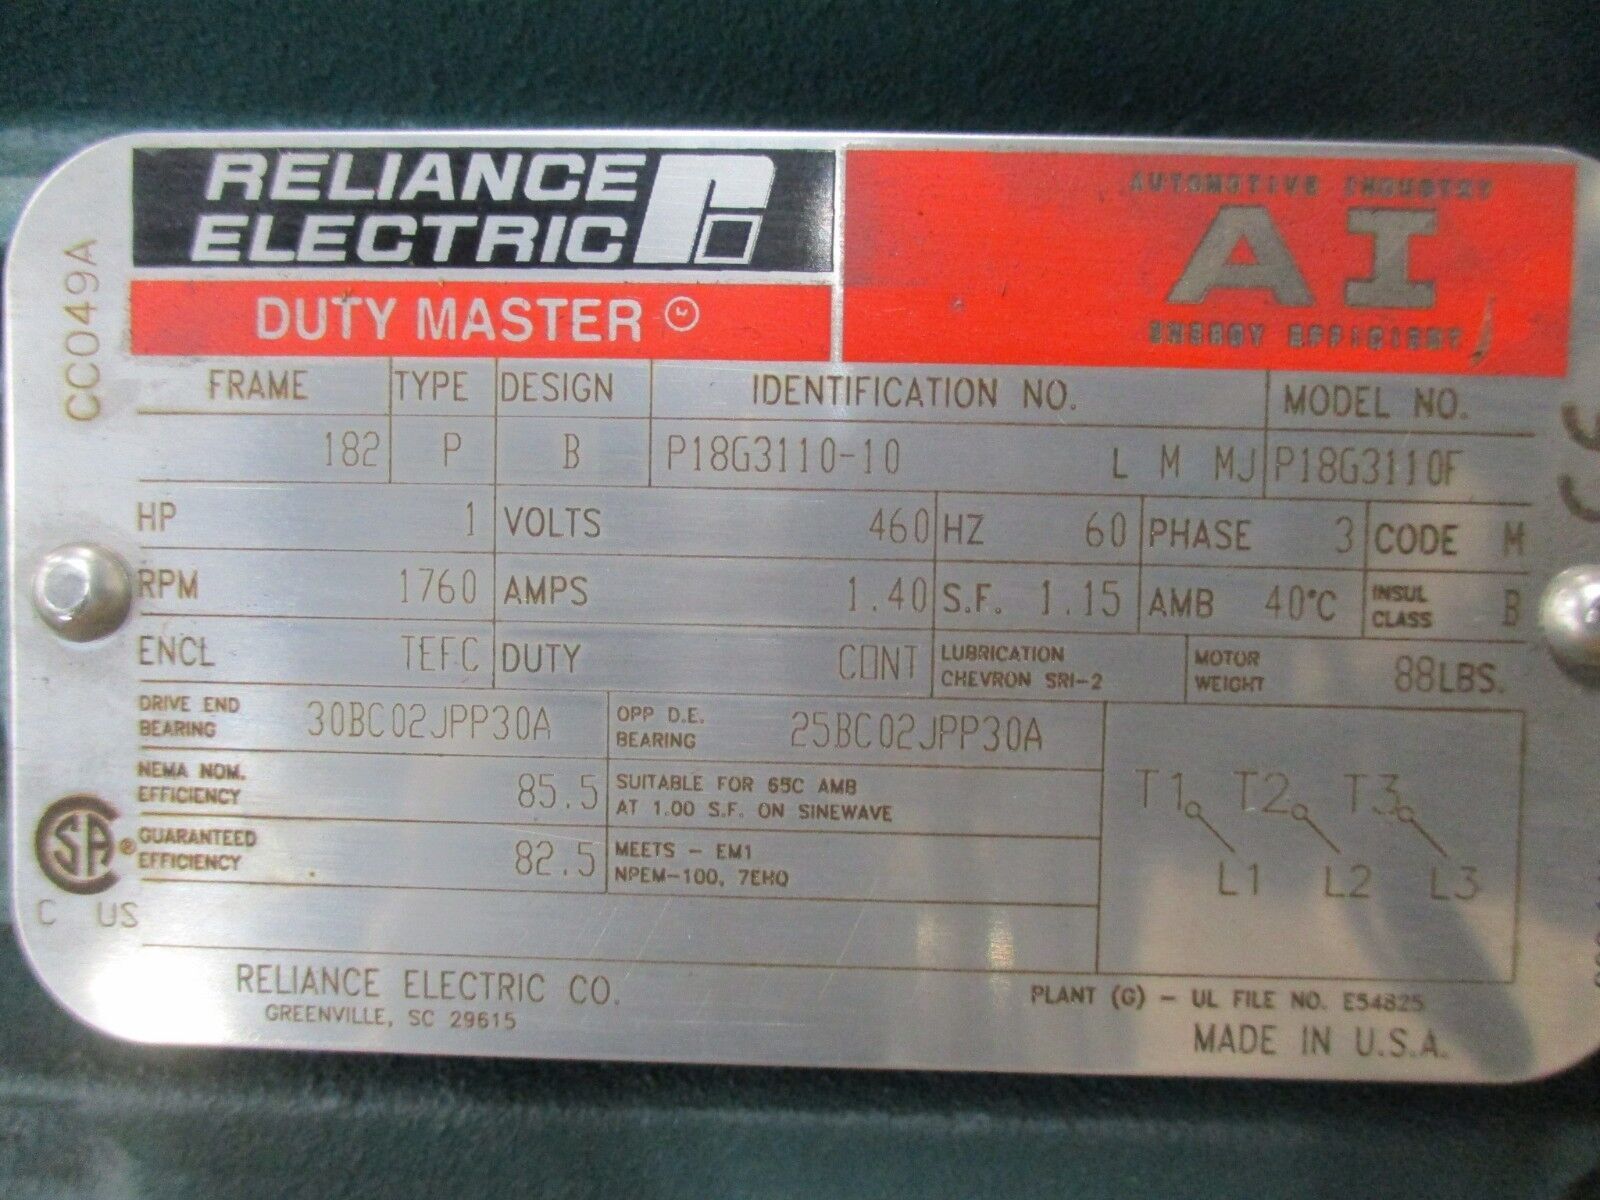 RELIANCE
ELECTRIC
DUTY MASTER
AUTOMOTIVE INDUSTRY
AI
ENERGY EFFICIENT
CC049A
FRAME TYPE DESIGN IDENTIFICATION NO. MODEL NO.
182 P B P18G3110-10 L M MJ P18G3110F
HP 1 VOLTS 460 HZ 60 PHASE 3 CODE M
RPM 1760 AMPS 1.40 S.F. 1.15 AMB 40°C INSUL CLASS B
ENCL TEFC DUTY CONT LUBRICATION CHEVRON SRI-2 MOTOR WEIGHT 88LBS.
DRIVE END BEARING 30BC02JPP30A OPP D.E. BEARING 25BC02JPP30A
NEMA NOM. EFFICIENCY 85.5 SUITABLE FOR 65C AMB
AT 1.00 S.F. ON SINEWAVE
GUARANTEED EFFICIENCY 82.5 MEETS - EM1
NPEM-100, 7EHQ
T1 T2 T3
L1 L2 L3
CE
SA®
C US
RELIANCE ELECTRIC CO.
GREENVILLE, SC 29615
PLANT (G) - UL FILE NO. E54825
MADE IN U.S.A.